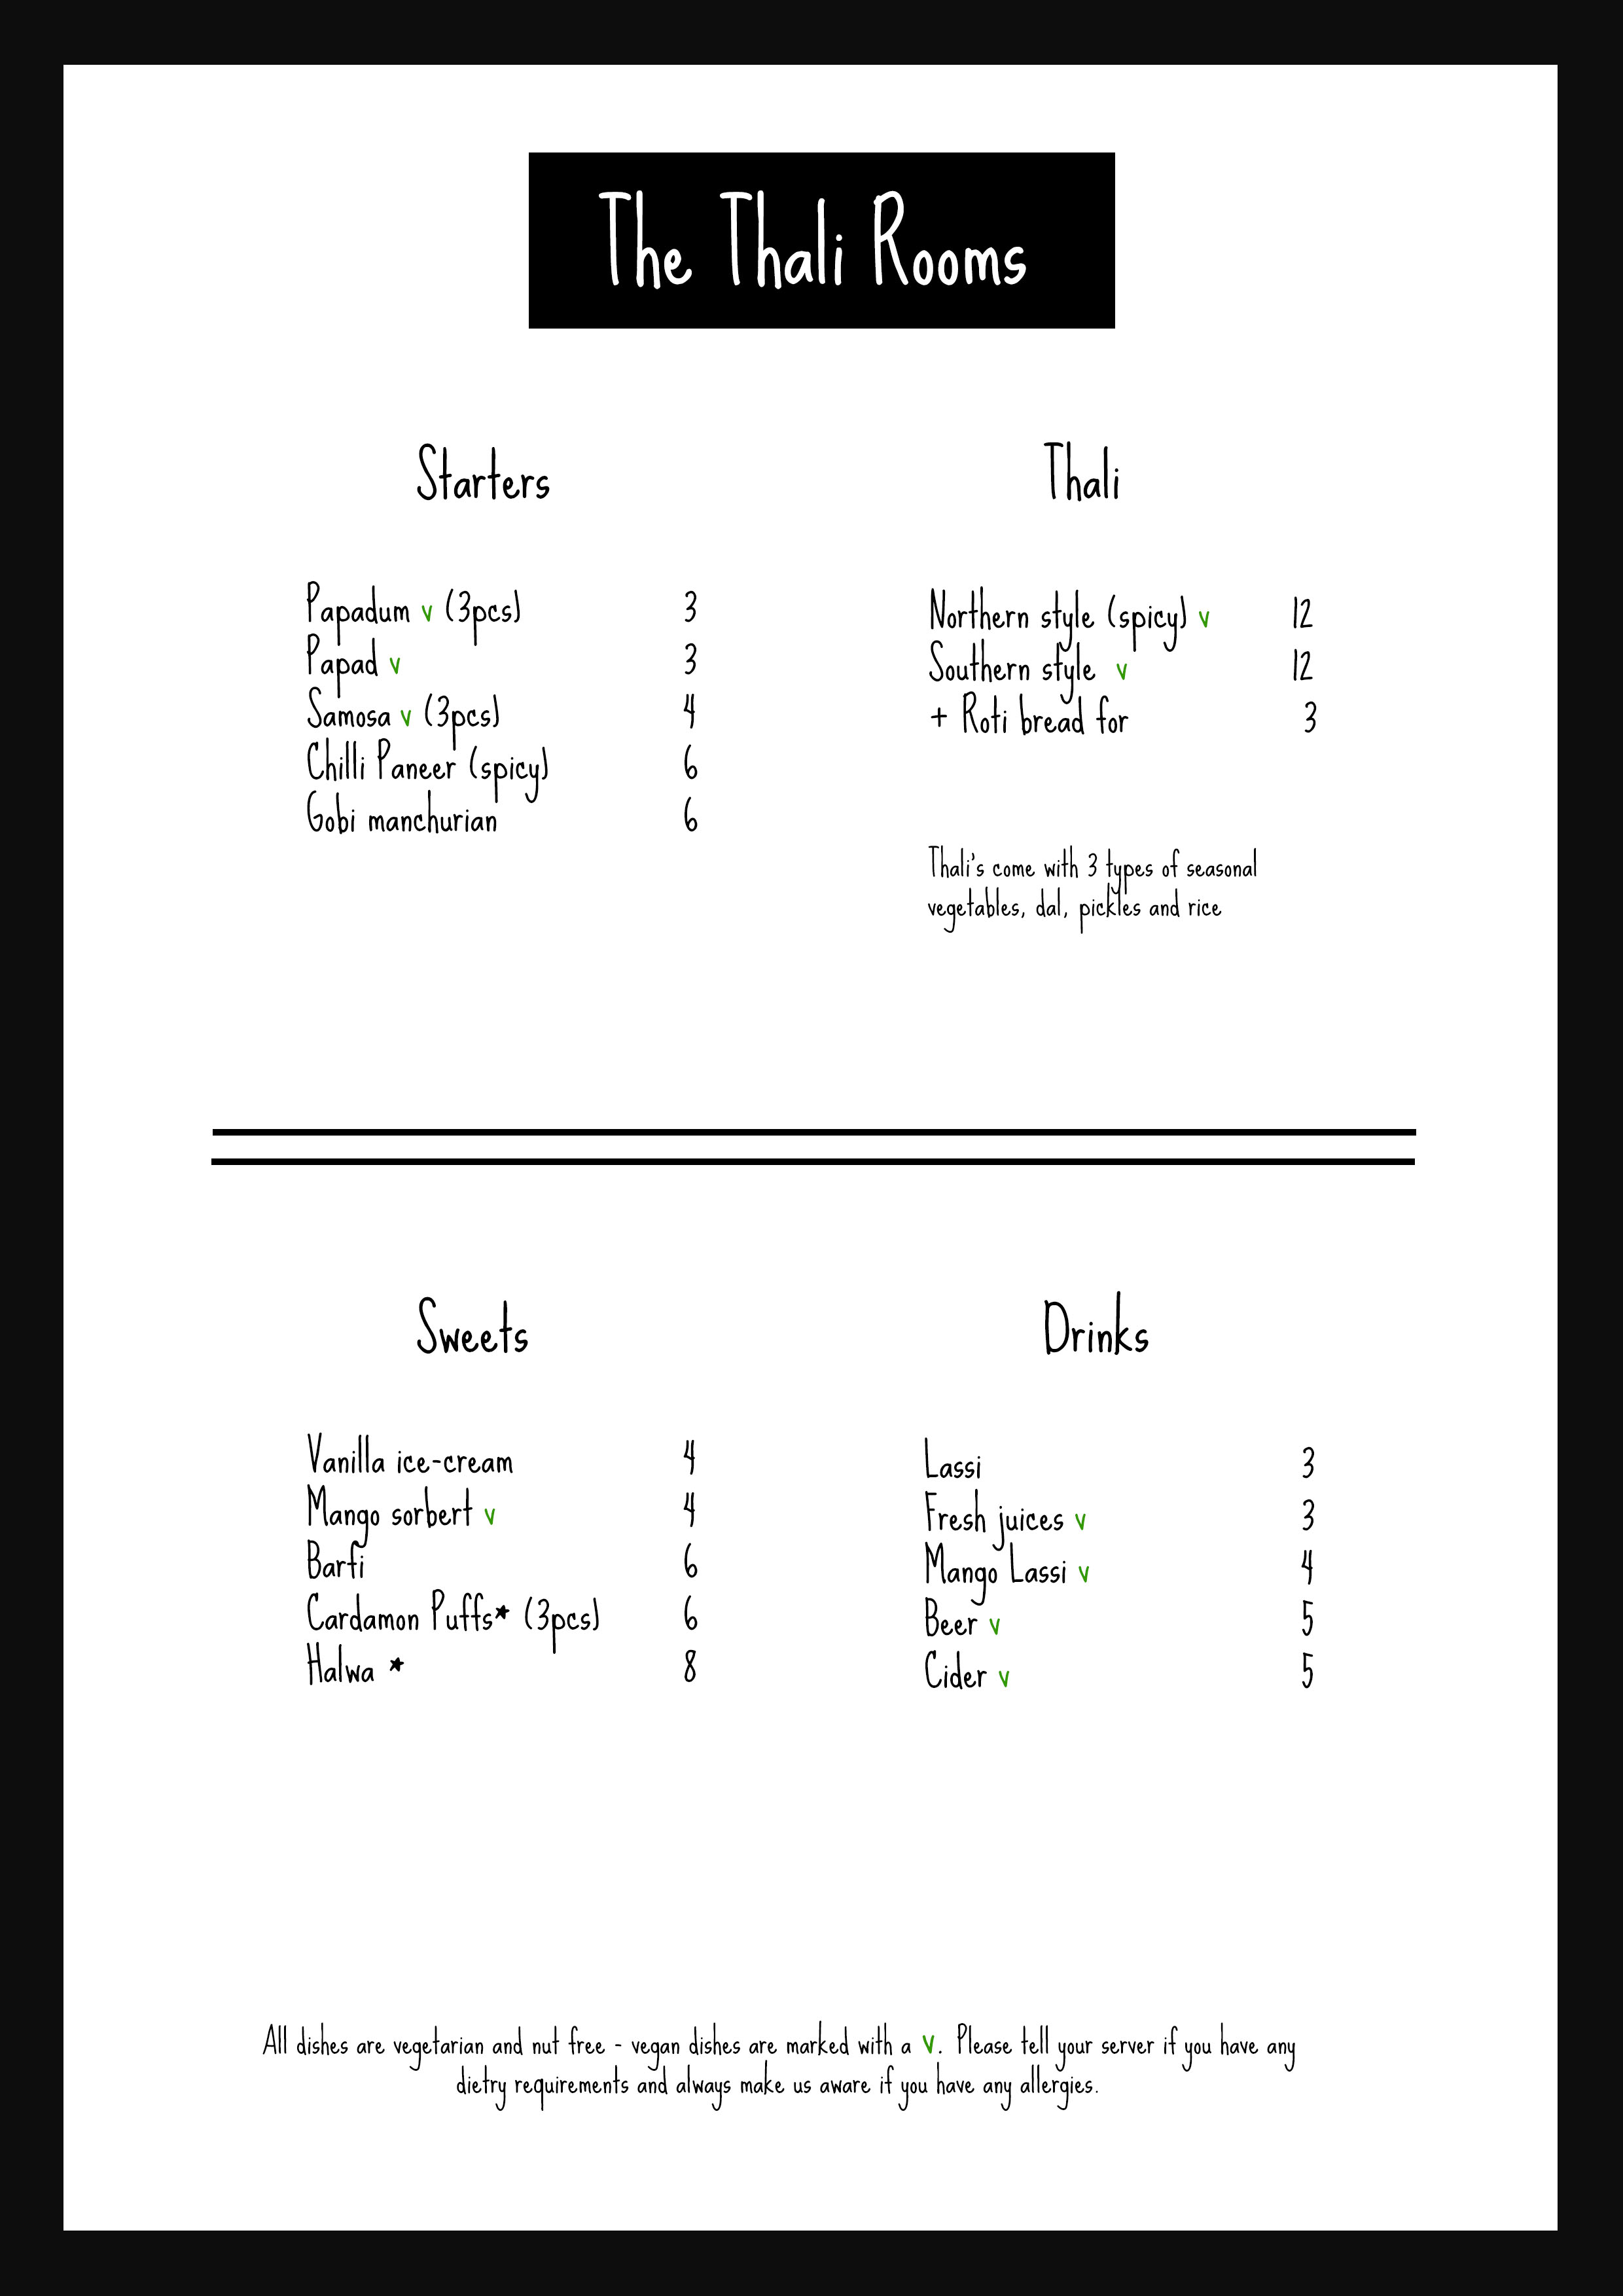 The Thali Rooms
Starters
Papadum v (3pcs) 3
Papad v 3
Samosa v (3pcs) 4
Chilli Paneer (spicy) 6
Gobi manchurian 6
Thali
Northern style (spicy) v 12
Southern style v 12
+ Roti bread for 3
Thali's come with 3 types of seasonal
vegetables, dal, pickles and rice
Sweets
Vanilla ice-cream 4
Mango sorbert v 4
Barfi 6
Cardamon Puffs* (3pcs) 6
Halwa * 8
Drinks
Lassi 3
Fresh juices v 3
Mango Lassi v 4
Beer v 5
Cider v 5
All dishes are vegetarian and nut free - vegan dishes are marked with a v. Please tell your server if you have any
dietry requirements and always make us aware if you have any allergies.